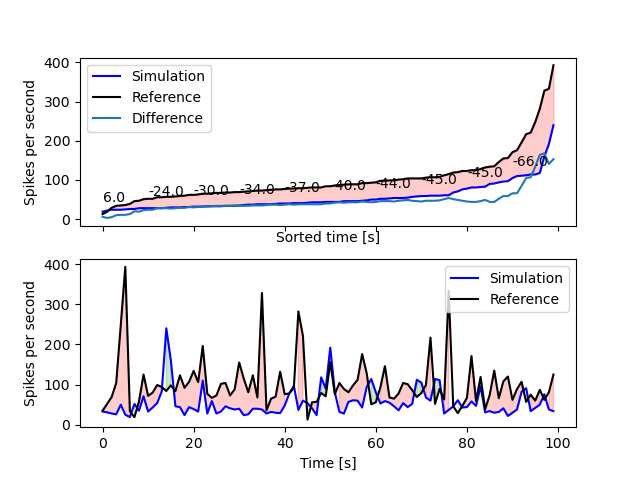 Spikes per second
400
300
200
100
0
Simulation
Reference
Difference
6.0 -24.0 -30.0 -34.0 -37.0 -40.0 -44.0 -45.0 -45.0 -66.0
Sorted time [s]
Spikes per second
400
300
200
100
0
Simulation
Reference
0 20 40 60 80 100
Time [s]